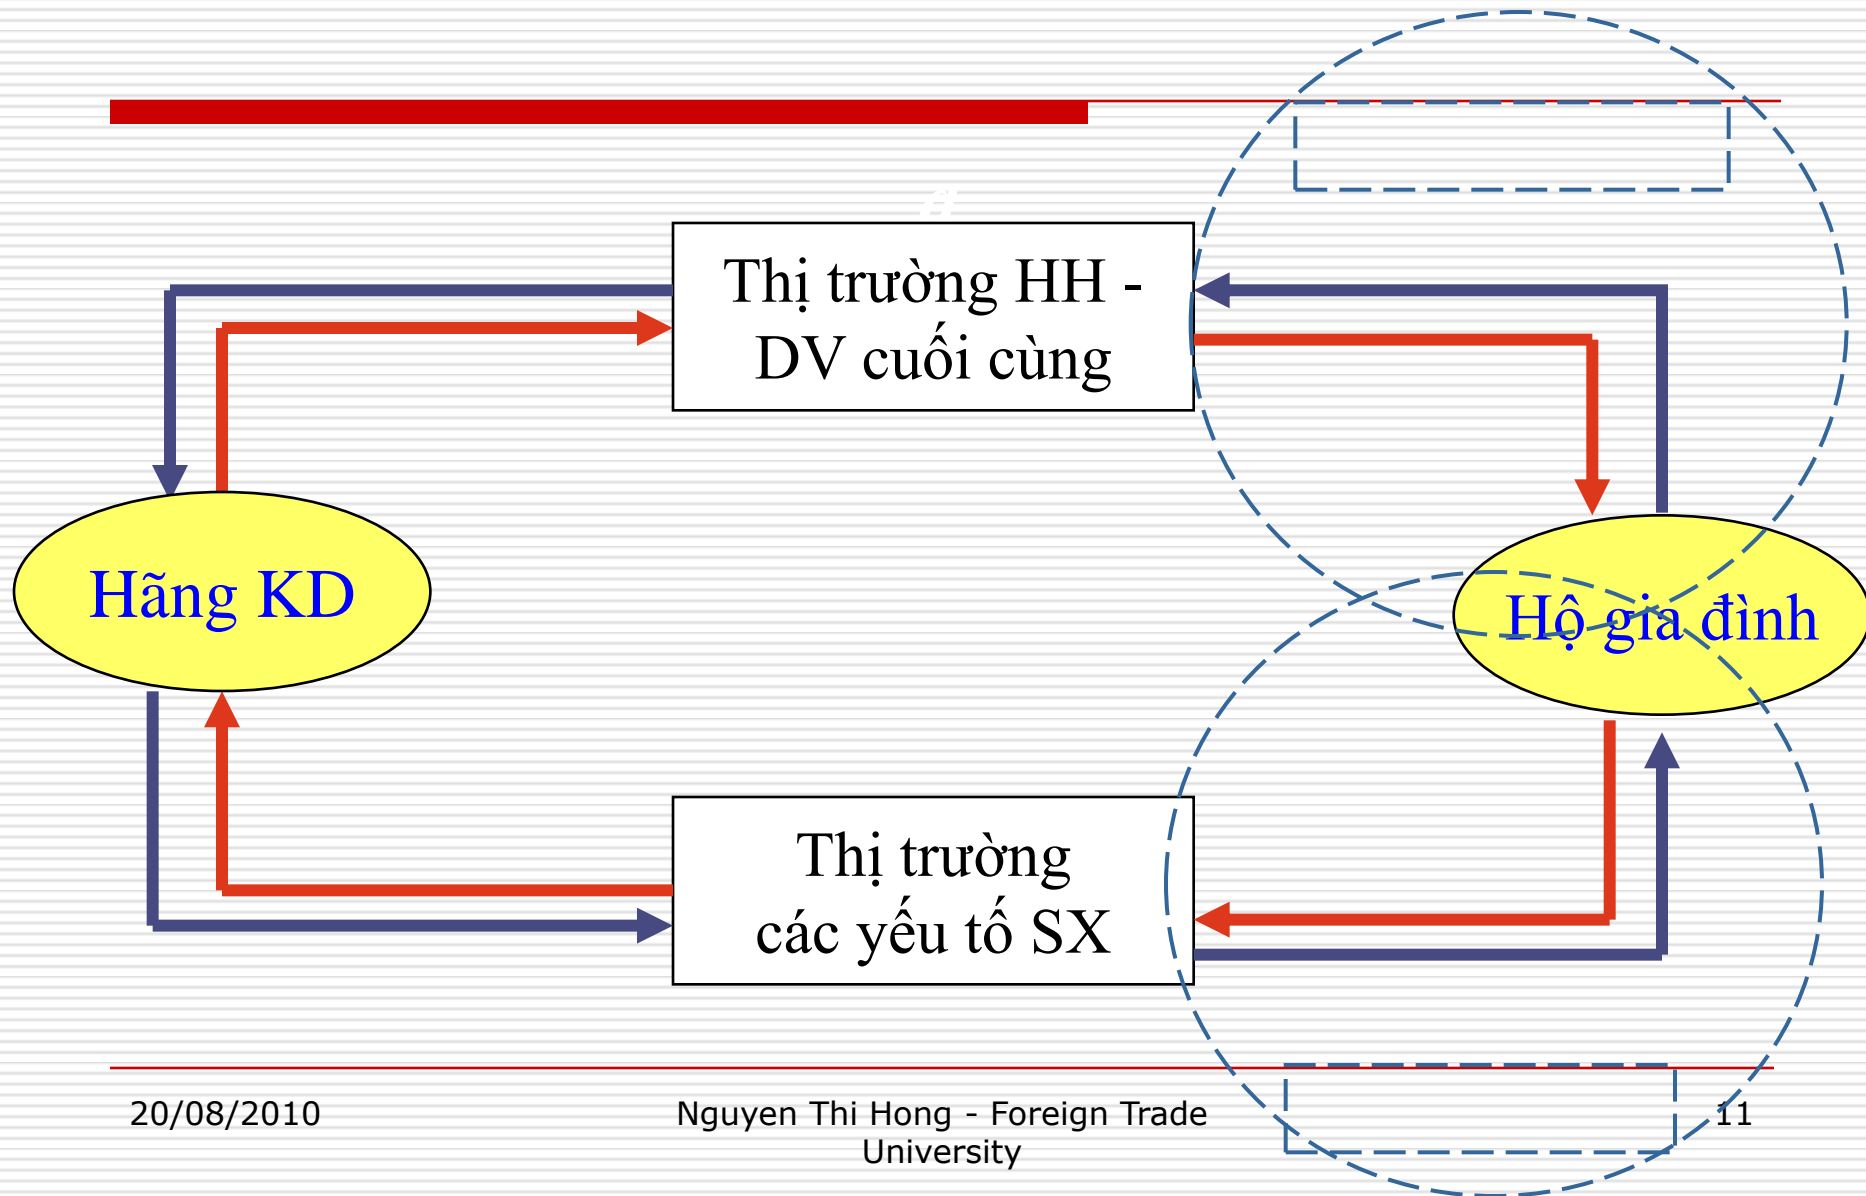 Thị trường HH -
DV cuối cùng
Hãng KD
Hộ gia đình
Thị trường
các yếu tố SX
20/08/2010
Nguyen Thi Hong - Foreign Trade
University
11